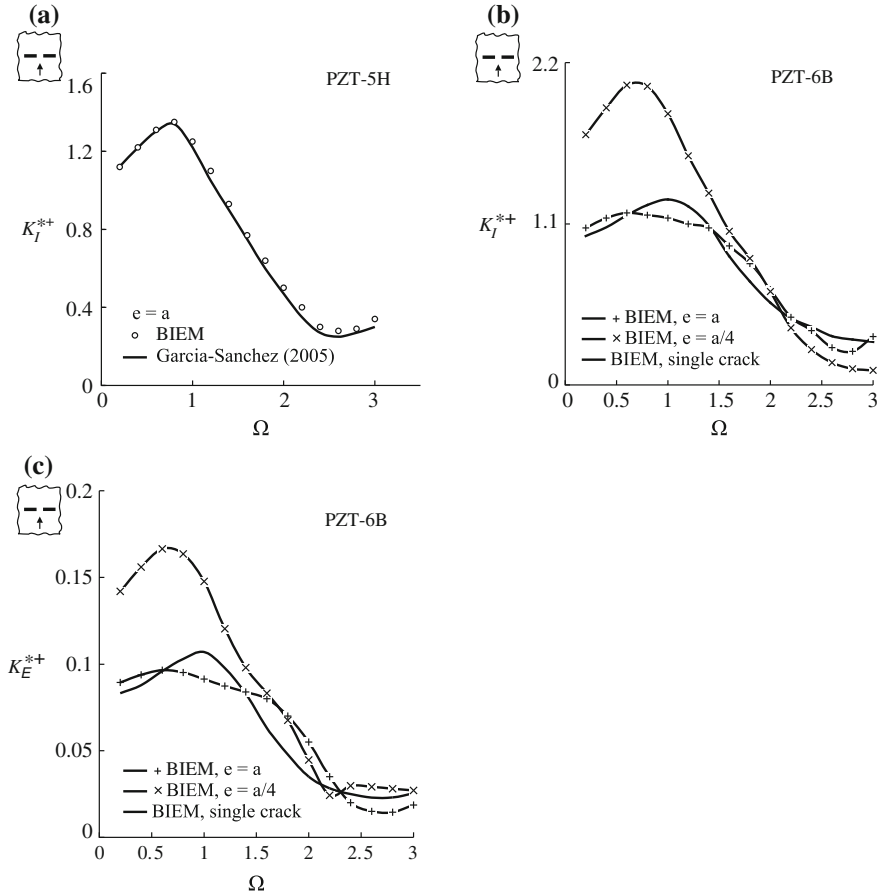 (a)
PZT-5H
1.6
1.2
0.8
0.4
0
K_I^{*+}
e = a
BIEM
Garcia-Sanchez (2005)
0 1 2 3
Ω
(b)
PZT-6B
2.2
1.1
0
K_I^{*+}
+ BIEM, e = a
× BIEM, e = a/4
BIEM, single crack
0 0.5 1 1.5 2 2.5 3
Ω
(c)
PZT-6B
0.2
0.15
0.1
0.05
0
K_E^{*+}
+ BIEM, e = a
× BIEM, e = a/4
BIEM, single crack
0 0.5 1 1.5 2 2.5 3
Ω